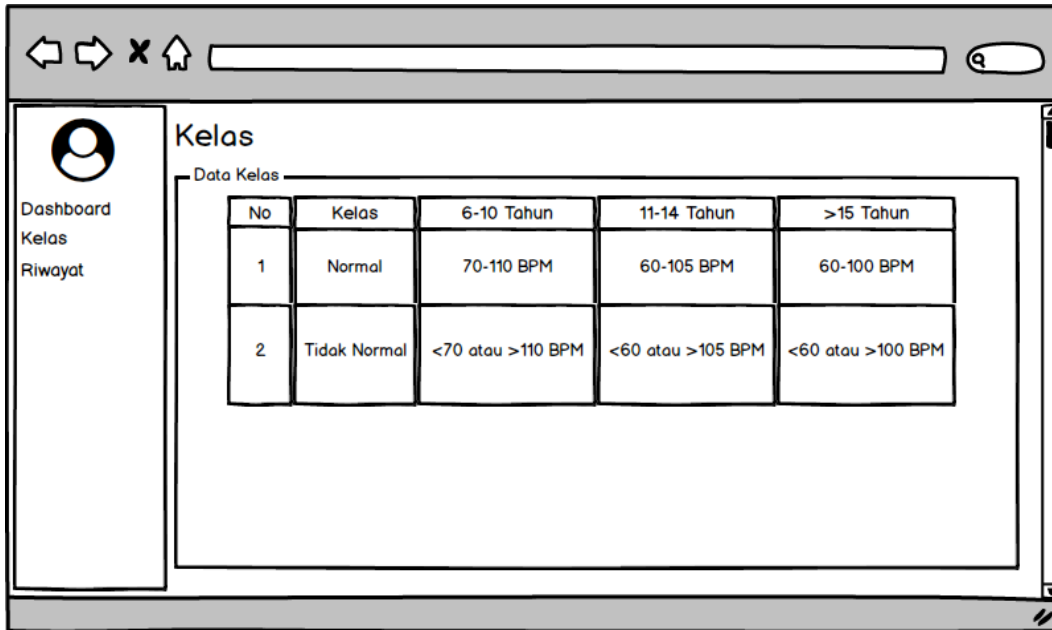 Kelas
Dashboard
Kelas
Riwayat
Data Kelas
No Kelas 6-10 Tahun 11-14 Tahun >15 Tahun
1 Normal 70-110 BPM 60-105 BPM 60-100 BPM
2 Tidak Normal <70 atau >110 BPM <60 atau >105 BPM <60 atau >100 BPM